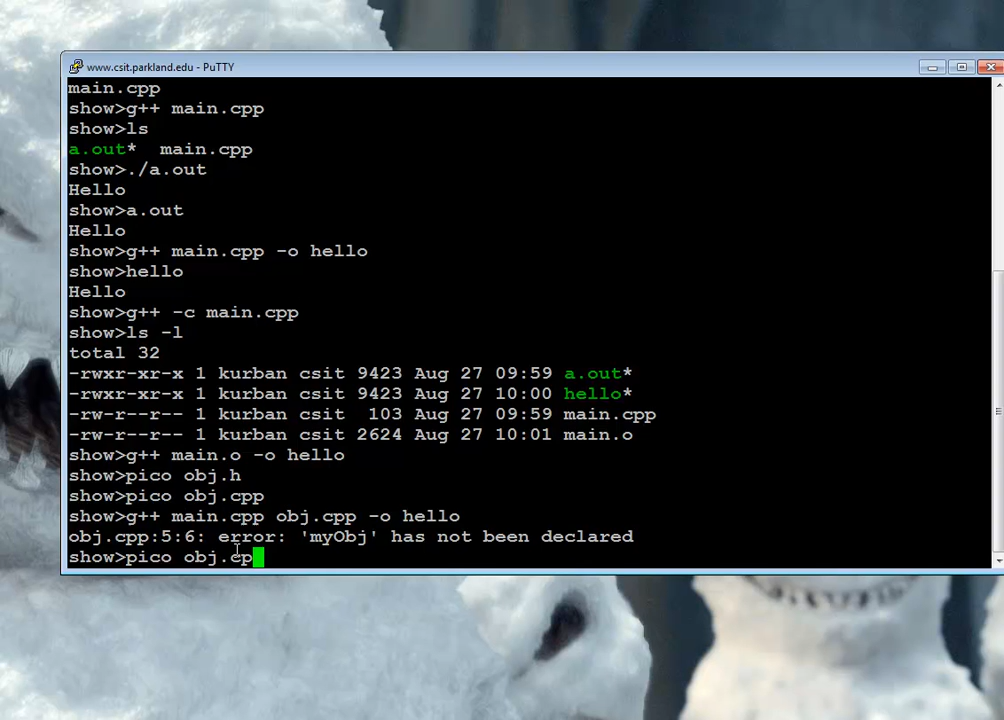 www.csit.parkland.edu - PuTTY
main.cpp
show>g++ main.cpp
show>ls
a.out*  main.cpp
show>./a.out
Hello
show>a.out
Hello
show>g++ main.cpp -o hello
show>hello
Hello
show>g++ -c main.cpp
show>ls -l
total 32
-rwxr-xr-x 1 kurban csit 9423 Aug 27 09:59 a.out*
-rwxr-xr-x 1 kurban csit 9423 Aug 27 10:00 hello*
-rw-r--r-- 1 kurban csit  103 Aug 27 09:59 main.cpp
-rw-r--r-- 1 kurban csit 2624 Aug 27 10:01 main.o
show>g++ main.o -o hello
show>pico obj.h
show>pico obj.cpp
show>g++ main.cpp obj.cpp -o hello
obj.cpp:5:6: error: 'myObj' has not been declared
show>pico obj.cp